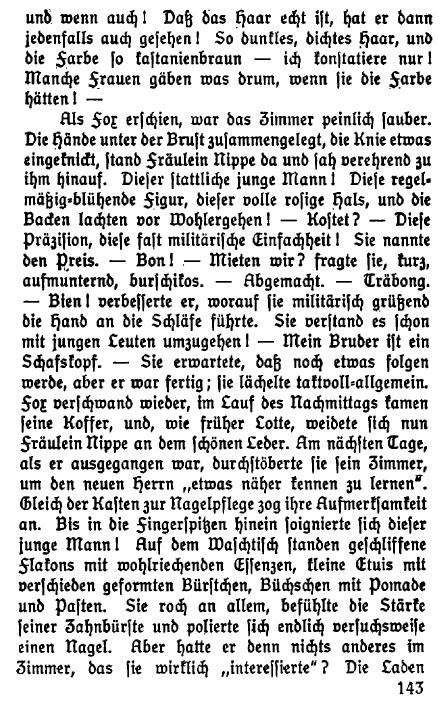 und wenn auch! Daß das Haar echt ist, hat er dann
jedenfalls auch gesehen! So dunkles, dichtes Haar, und
die Farbe so kastanienbraun — ich konstatiere nur!
Manche Frauen gäben was drum, wenn sie die Farbe
hätten! —
Als Fox erschien, war das Zimmer peinlich sauber.
Die Hände unter der Brust zusammengelegt, die Knie etwas
eingeknickt, stand Fräulein Nippe da und sah verehrend zu
ihm hinauf. Dieser stattliche junge Mann! Diese regel-
mäßig-blühende Figur, dieser volle rosige Hals, und die
Backen lachten vor Wohlergehen! — Kostet? — Diese
Präzision, diese fast militärische Einfachheit! Sie nannte
den Preis. — Bon! — Mieten wir? fragte sie, kurz,
aufmunternd, burschikos. — Abgemacht. — Träbong.
— Bien! verbesserte er, worauf sie militärisch grüßend
die Hand an die Schläfe führte. Sie verstand es schon
mit jungen Leuten umzugehen! — Mein Bruder ist ein
Schafskopf. — Sie erwartete, daß noch etwas folgen
werde, aber er war fertig; sie lächelte taktvoll-allgemein.
Fox verschwand wieder, im Lauf des Nachmittags kamen
seine Koffer, und, wie früher Lotte, weidete sich nun
Fräulein Nippe an dem schönen Leder. Am nächsten Tage,
als er ausgegangen war, durchstöberte sie sein Zimmer,
um den neuen Herrn „etwas näher kennen zu lernen“.
Gleich der Kasten zur Nagelpflege zog ihre Aufmerksamkeit
an. Bis in die Fingerspitzen hinein soignierte sich dieser
junge Mann! Auf dem Waschtisch standen geschliffene
Flakons mit wohlriechenden Essenzen, kleine Etuis mit
verschieden geformten Bürstchen, Büchschen mit Pomade
und Pasten. Sie roch an allem, befühlte die Stärke
seiner Zahnbürste und polierte sich endlich versuchsweise
einen Nagel. Aber hatte er denn nichts anderes im
Zimmer, das sie wirklich „interessierte“? Die Laden
143